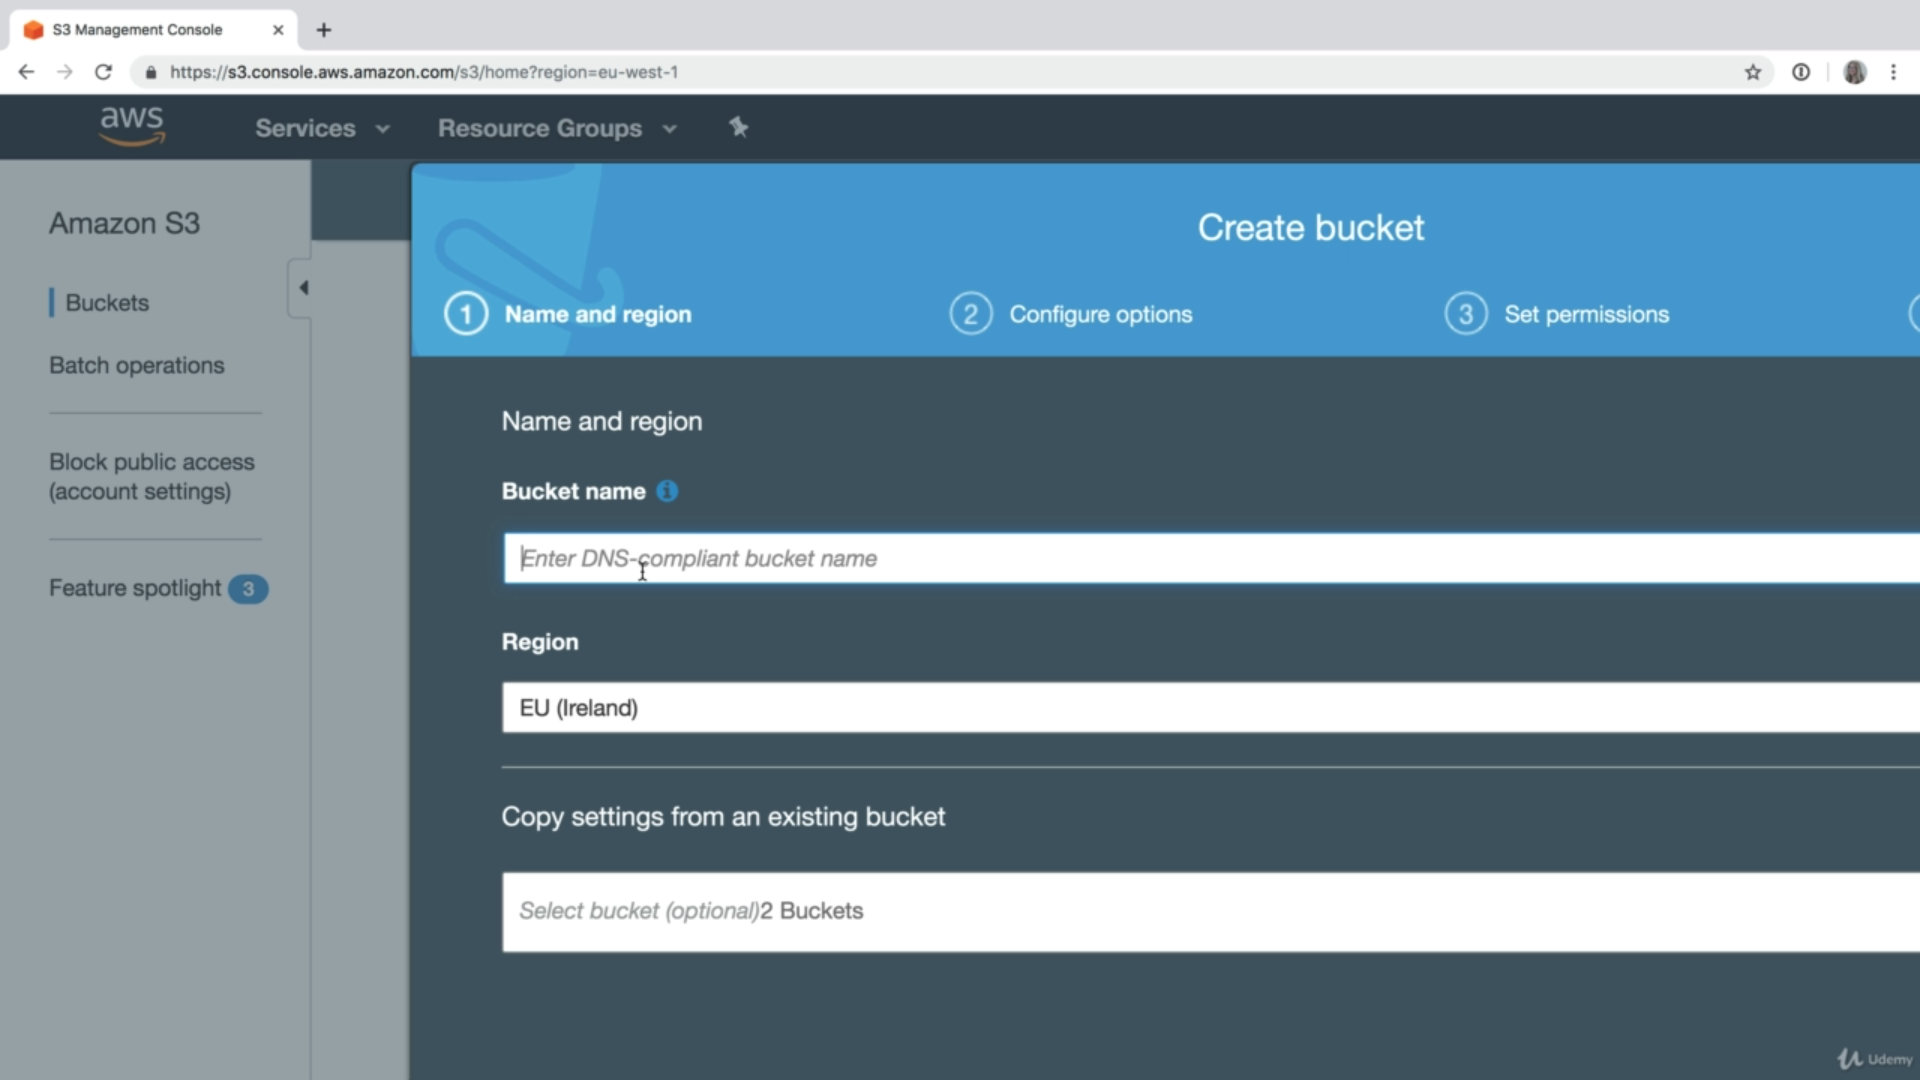 S3 Management Console
https://s3.console.aws.amazon.com/s3/home?region=eu-west-1
aws
Services
Resource Groups
Amazon S3
Buckets
Batch operations
Block public access
(account settings)
Feature spotlight 3
Create bucket
1 Name and region
2 Configure options
3 Set permissions
Name and region
Bucket name
Enter DNS-compliant bucket name
Region
EU (Ireland)
Copy settings from an existing bucket
Select bucket (optional)2 Buckets
Udemy